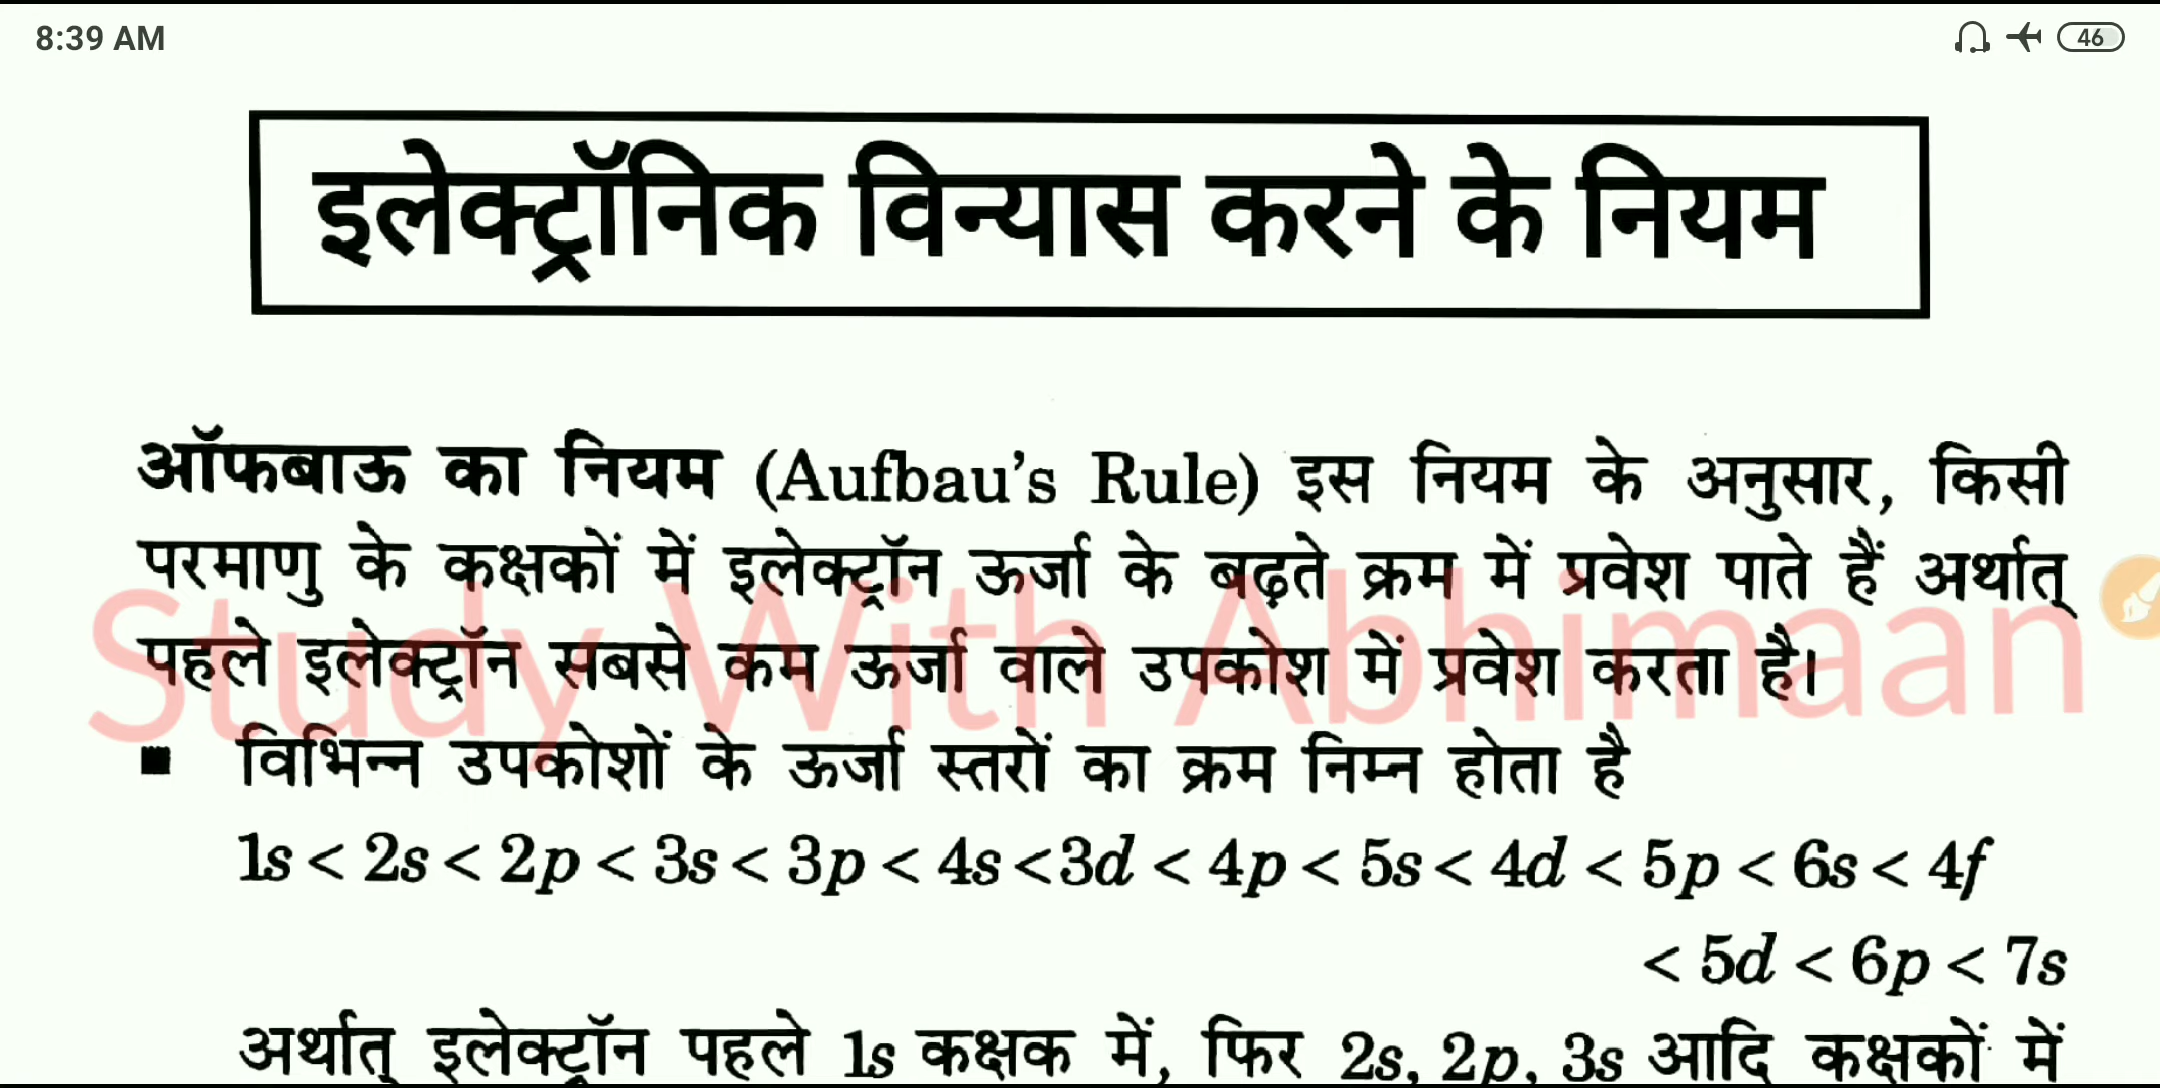 8:39 AM 46
इलेक्ट्रॉनिक विन्यास करने के नियम
ऑफबाऊ का नियम (Aufbau's Rule) इस नियम के अनुसार, किसी
परमाणु के कक्षकों में इलेक्ट्रॉन ऊर्जा के बढ़ते क्रम में प्रवेश पाते हैं अर्थात्
Study With Abhimaan
पहले इलेक्ट्रॉन सबसे कम ऊर्जा वाले उपकोश में प्रवेश करता है।
▪ विभिन्न उपकोशों के ऊर्जा स्तरों का क्रम निम्न होता है
1s < 2s < 2p < 3s < 3p < 4s <3d < 4p < 5s < 4d < 5p < 6s < 4f
< 5d < 6p < 7s
अर्थात् इलेक्ट्रॉन पहले 1s कक्षक में, फिर 2s, 2p, 3s आदि कक्षकों में